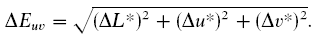 ΔE_{uv} = √((ΔL*)² + (Δu*)² + (Δv*)²).